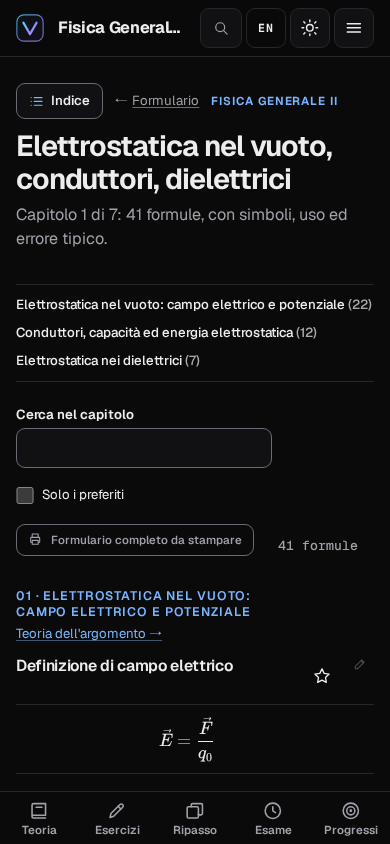 Fisica General...
EN
Indice
← Formulario
FISICA GENERALE II
Elettrostatica nel vuoto,
conduttori, dielettrici
Capitolo 1 di 7: 41 formule, con simboli, uso ed
errore tipico.
Elettrostatica nel vuoto: campo elettrico e potenziale (22)
Conduttori, capacità ed energia elettrostatica (12)
Elettrostatica nei dielettrici (7)
Cerca nel capitolo
Solo i preferiti
Formulario completo da stampare
41 formule
01 · ELETTROSTATICA NEL VUOTO:
CAMPO ELETTRICO E POTENZIALE
Teoria dell'argomento →
Definizione di campo elettrico
E⃗ = F⃗ / q₀
Teoria
Esercizi
Ripasso
Esame
Progressi